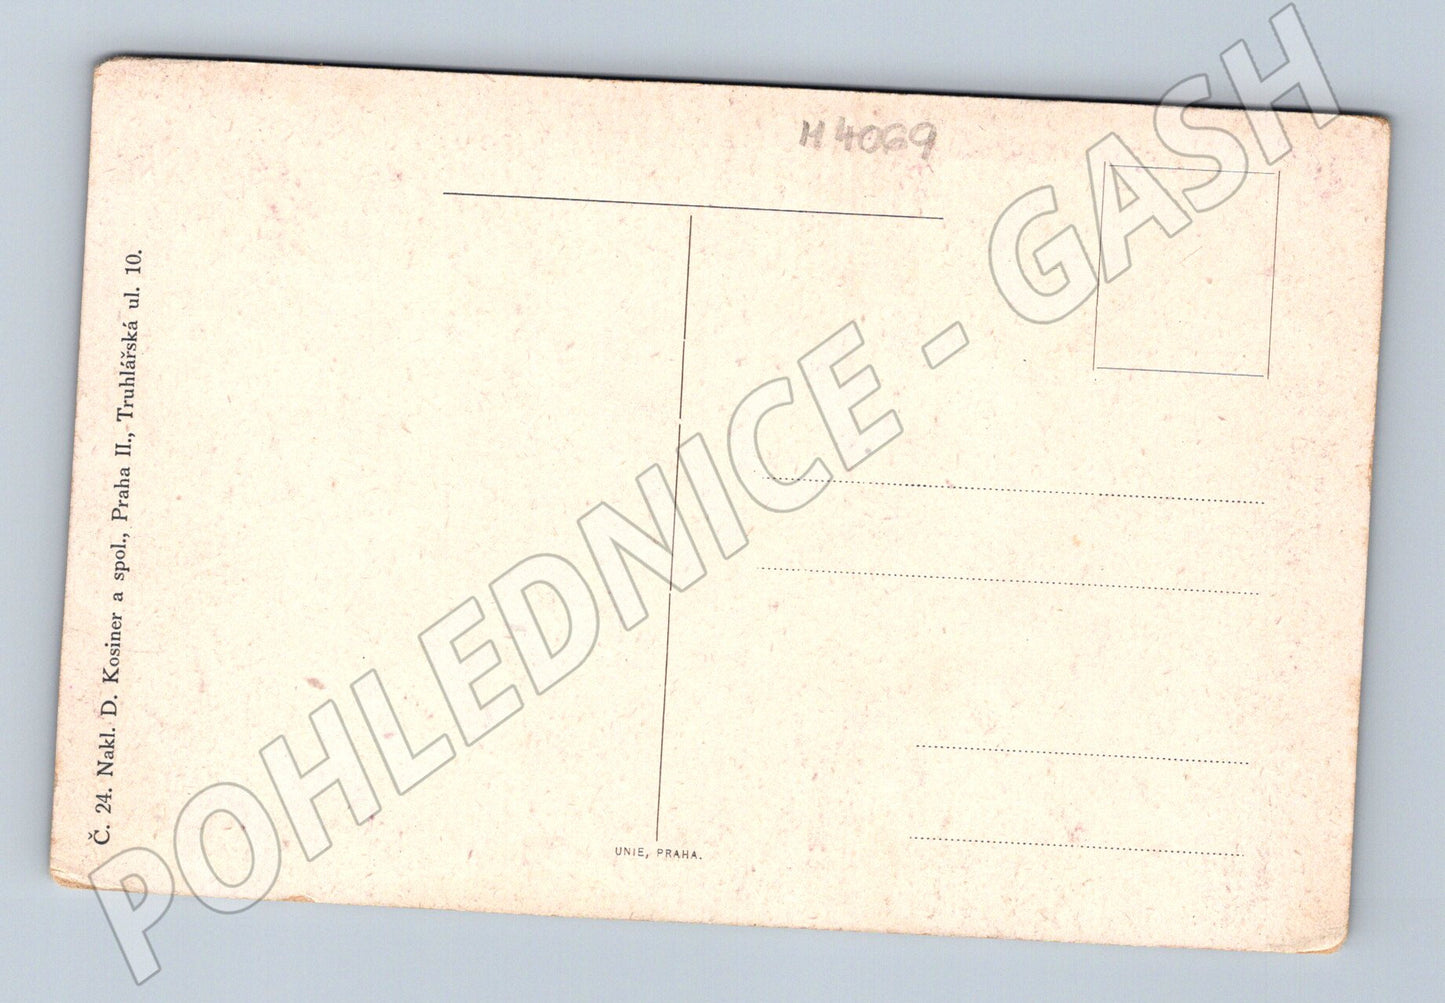 M 4069
Č. 24. Nakl. D. Kosiner a spol., Praha II., Truhlářská ul. 10.
UNIE, PRAHA.
POHLEDNICE - GASH